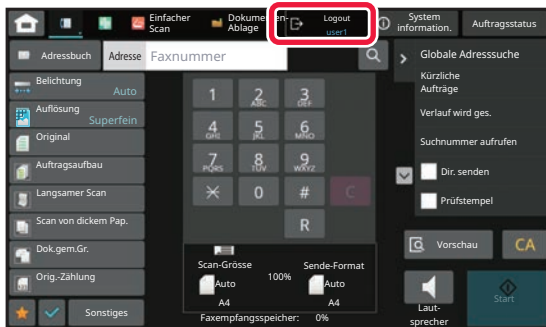 Einfacher
Scan
Dokumenten-
Ablage
Logout
user1
System
information.
Auftragsstatus
Adressbuch
Adresse
Faxnummer
Globale Adresssuche
Kürzliche
Aufträge
Verlauf wird ges.
Suchnummer aufrufen
Dir. senden
Prüfstempel
Belichtung
Auto
Auflösung
Superfein
Original
Auftragsaufbau
Langsamer Scan
Scan von dickem Pap.
Dok.gem.Gr.
Orig.-Zählung
Sonstiges
1
2
ABC
3
DEF
4
GHI
5
JKL
6
MNO
7
PQRS
8
TUV
9
WXYZ
0
#
C
R
Scan-Grösse
Sende-Format
Auto
100%
Auto
A4
A4
Faxempfangsspeicher: 0%
Vorschau
CA
Laut-
sprecher
Start